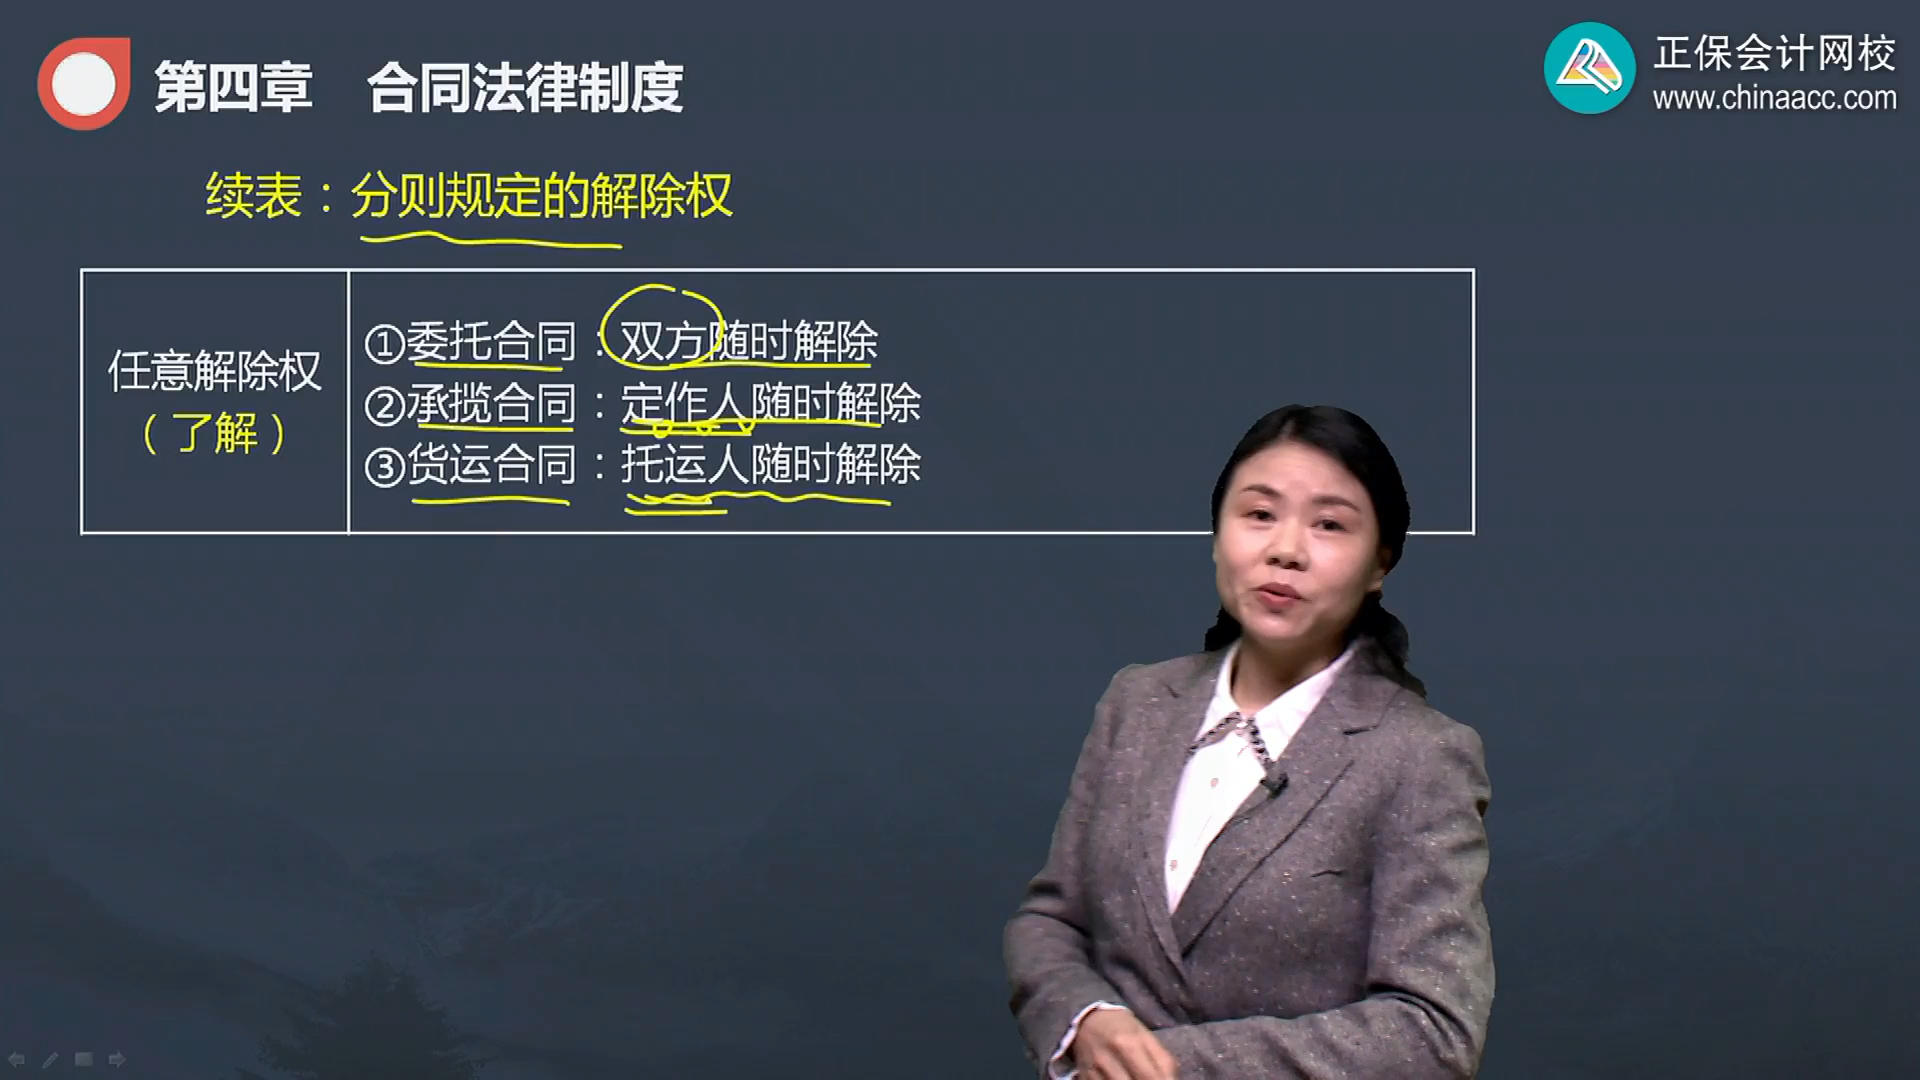 第四章 合同法律制度
正保会计网校
www.chinaacc.com
续表：分则规定的解除权
任意解除权
（了解）
①委托合同：双方随时解除
②承揽合同：定作人随时解除
③货运合同：托运人随时解除